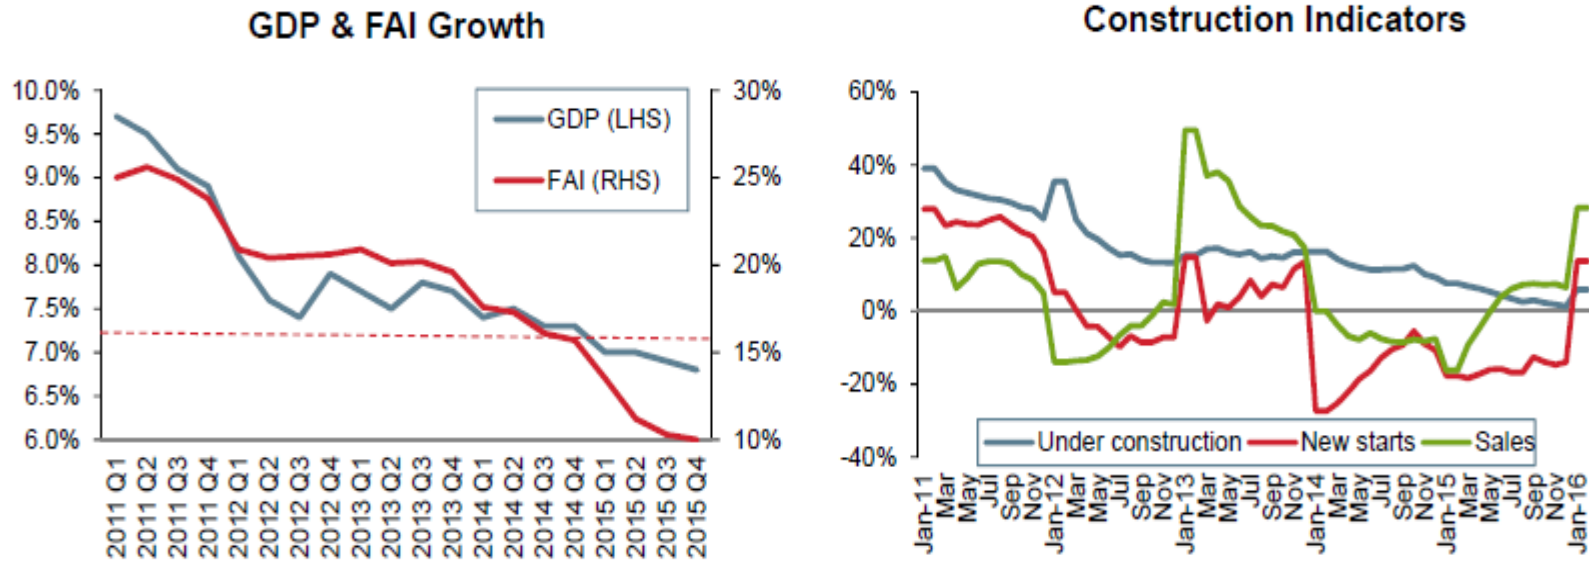 GDP & FAI Growth
10.0%
9.5%
9.0%
8.5%
8.0%
7.5%
7.0%
6.5%
6.0%
30%
25%
20%
15%
10%
GDP (LHS)
FAI (RHS)
2011 Q1
2011 Q2
2011 Q3
2011 Q4
2012 Q1
2012 Q2
2012 Q3
2012 Q4
2013 Q1
2013 Q2
2013 Q3
2013 Q4
2014 Q1
2014 Q2
2014 Q3
2014 Q4
2015 Q1
2015 Q2
2015 Q3
2015 Q4
Construction Indicators
60%
40%
20%
0%
-20%
-40%
Under construction New starts Sales
Jan-11
Mar
May
Jul
Sep
Nov
Jan-12
Mar
May
Jul
Sep
Nov
Jan-13
Mar
May
Jul
Sep
Nov
Jan-14
Mar
May
Jul
Sep
Nov
Jan-15
Mar
May
Jul
Sep
Nov
Jan-16